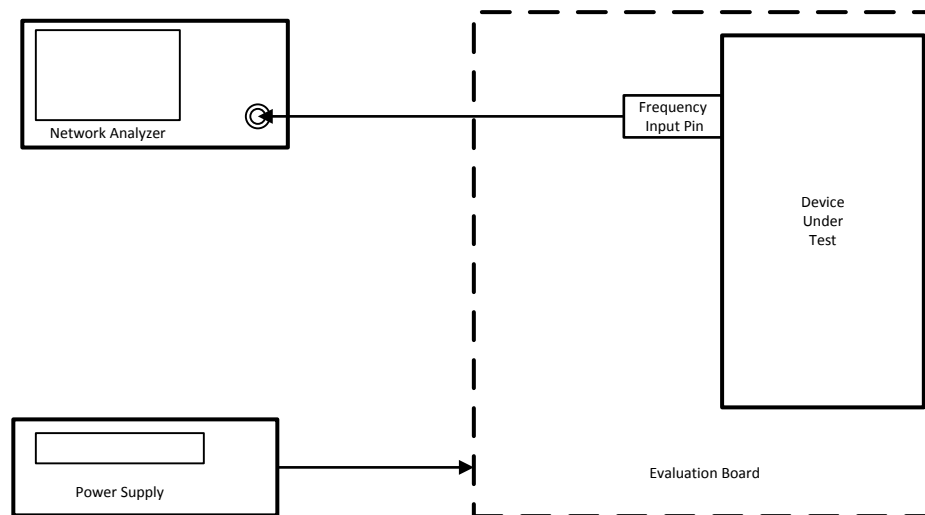 Network Analyzer
Frequency
Input Pin
Device
Under
Test
Power Supply
Evaluation Board